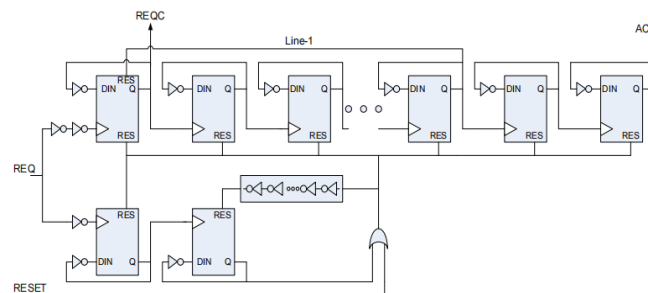 REQC
Line-1
AC
RES
DIN Q
DIN Q
DIN Q
DIN Q
DIN Q
DIN Q
RES
RES
RES
RES
RES
RES
REQ
RES
RES
DIN Q
DIN Q
RESET